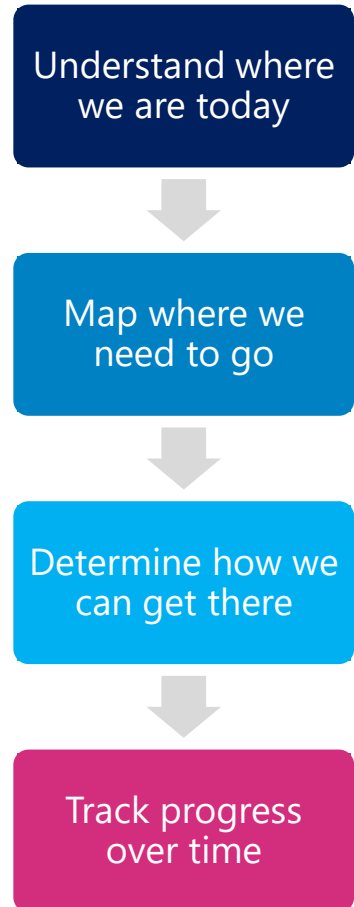 Understand where
we are today
Map where we
need to go
Determine how we
can get there
Track progress
over time